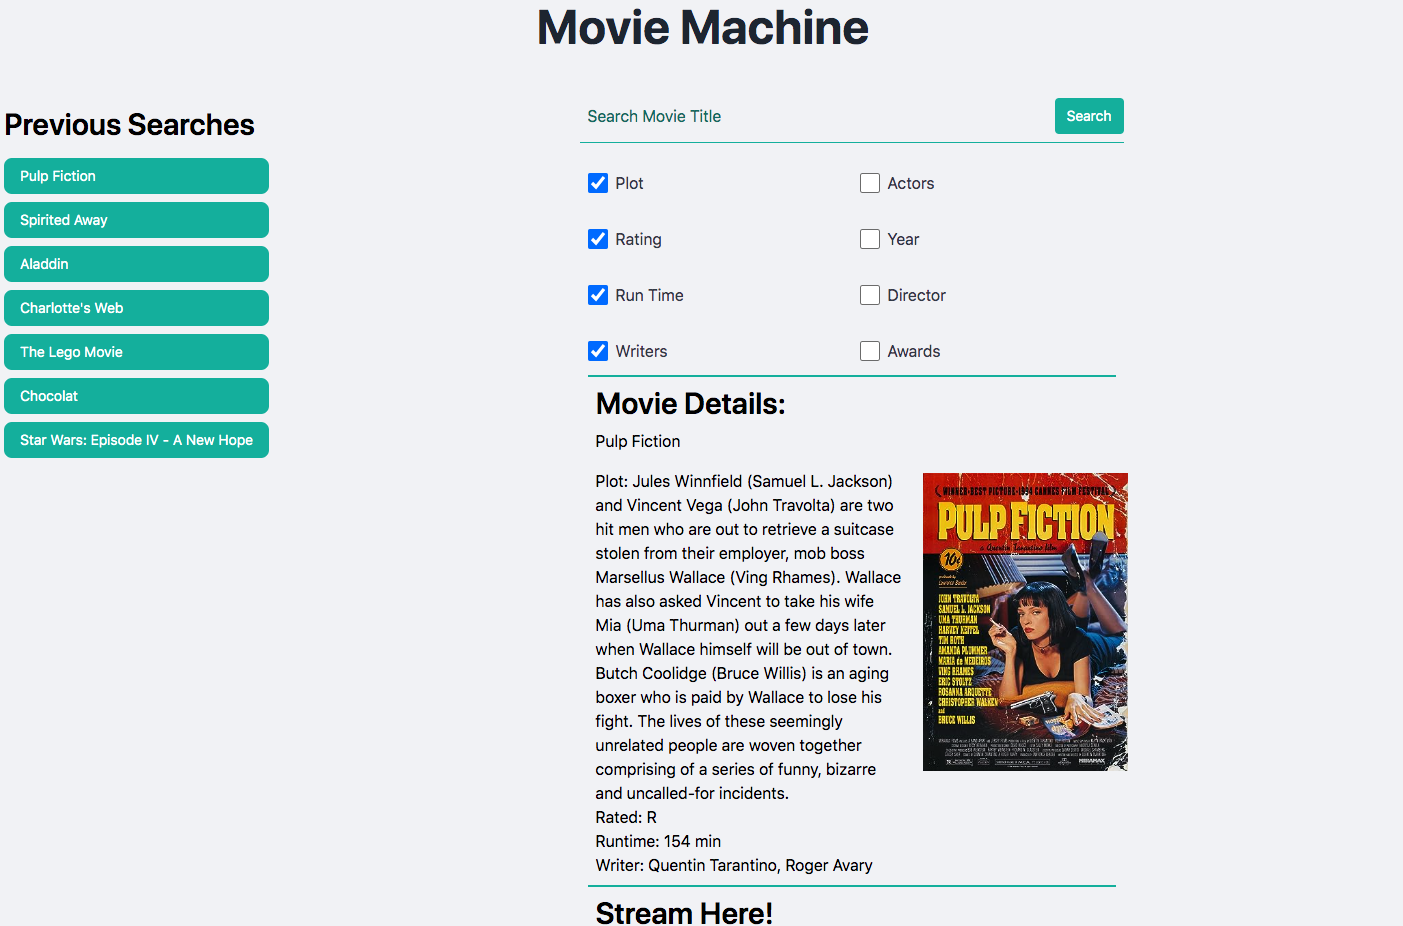 Movie Machine
Previous Searches
Pulp Fiction
Spirited Away
Aladdin
Charlotte's Web
The Lego Movie
Chocolat
Star Wars: Episode IV - A New Hope
Search Movie Title
Search
Plot
Actors
Rating
Year
Run Time
Director
Writers
Awards
Movie Details:
Pulp Fiction
Plot: Jules Winnfield (Samuel L. Jackson)
and Vincent Vega (John Travolta) are two
hit men who are out to retrieve a suitcase
stolen from their employer, mob boss
Marsellus Wallace (Ving Rhames). Wallace
has also asked Vincent to take his wife
Mia (Uma Thurman) out a few days later
when Wallace himself will be out of town.
Butch Coolidge (Bruce Willis) is an aging
boxer who is paid by Wallace to lose his
fight. The lives of these seemingly
unrelated people are woven together
comprising of a series of funny, bizarre
and uncalled-for incidents.
Rated: R
Runtime: 154 min
Writer: Quentin Tarantino, Roger Avary
WINNER-BEST PICTURE-1994 CANNES FILM FESTIVAL
PULP FICTION
a Quentin Tarantino film
10¢
produced by
Lawrence Bender
JOHN TRAVOLTA
SAMUEL L. JACKSON
UMA THURMAN
HARVEY KEITEL
TIM ROTH
AMANDA PLUMMER
MARIA de MEDEIROS
VING RHAMES
ERIC STOLTZ
ROSANNA ARQUETTE
CHRISTOPHER WALKEN
and
BRUCE WILLIS
MIRAMAX
Stream Here!